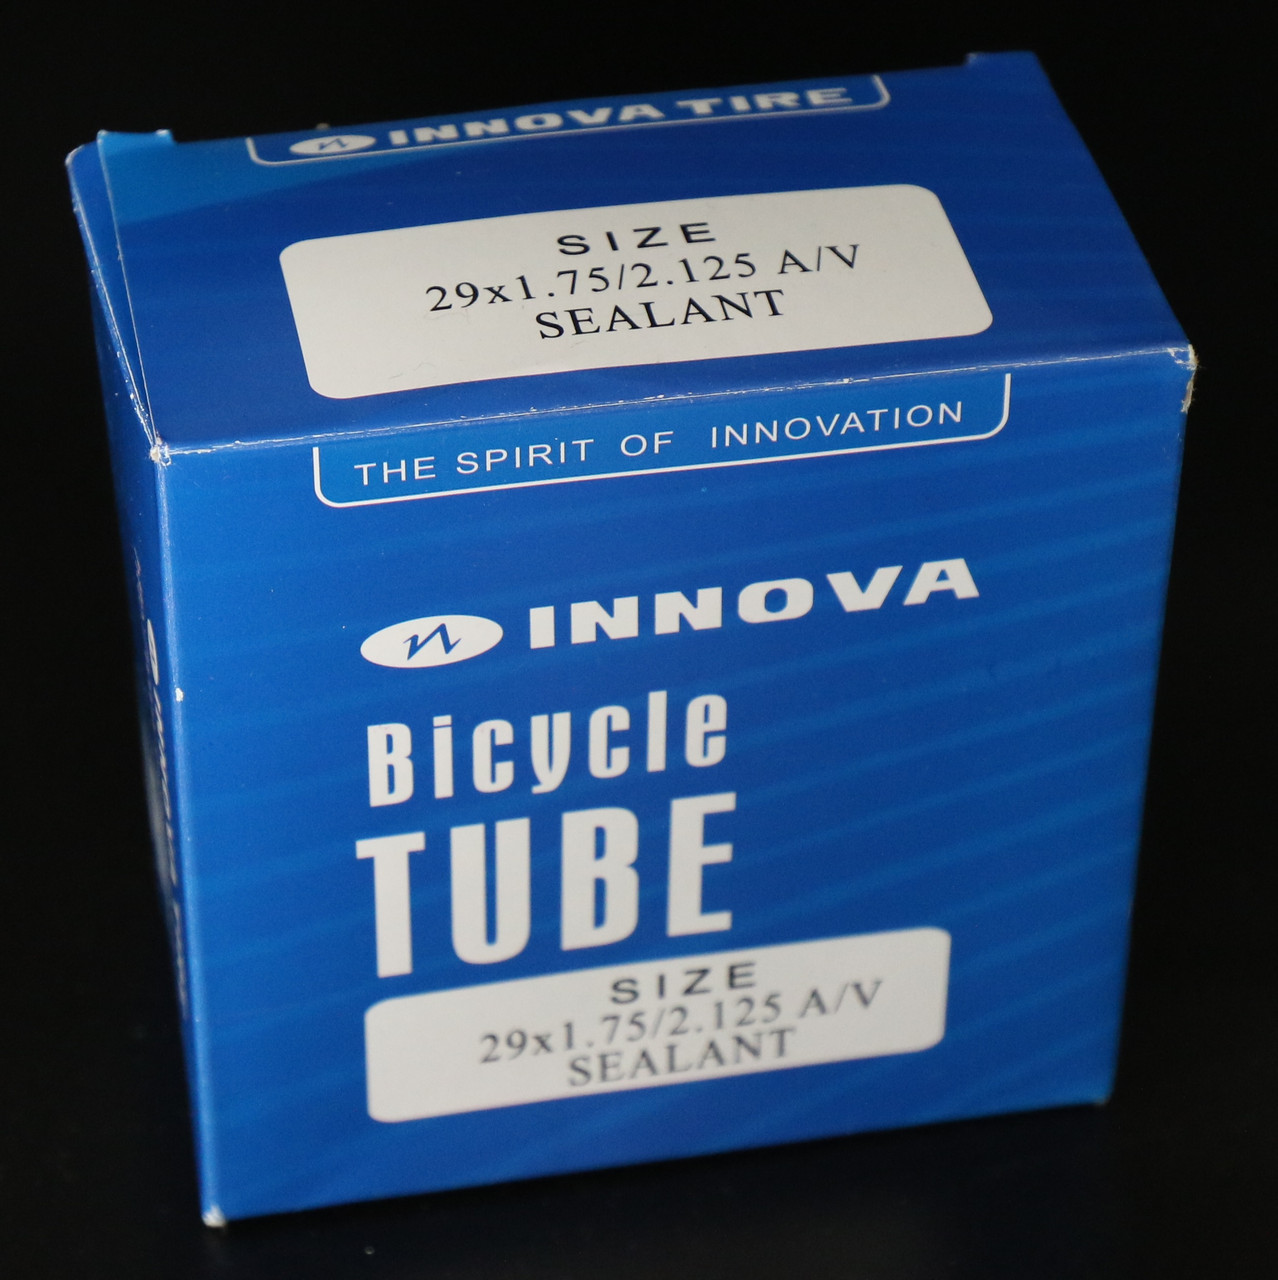 INNOVA TIRE
SIZE
29x1.75/2.125 A/V
SEALANT
THE SPIRIT OF INNOVATION
INNOVA
Bicycle
TUBE
SIZE
29x1.75/2.125 A/V
SEALANT